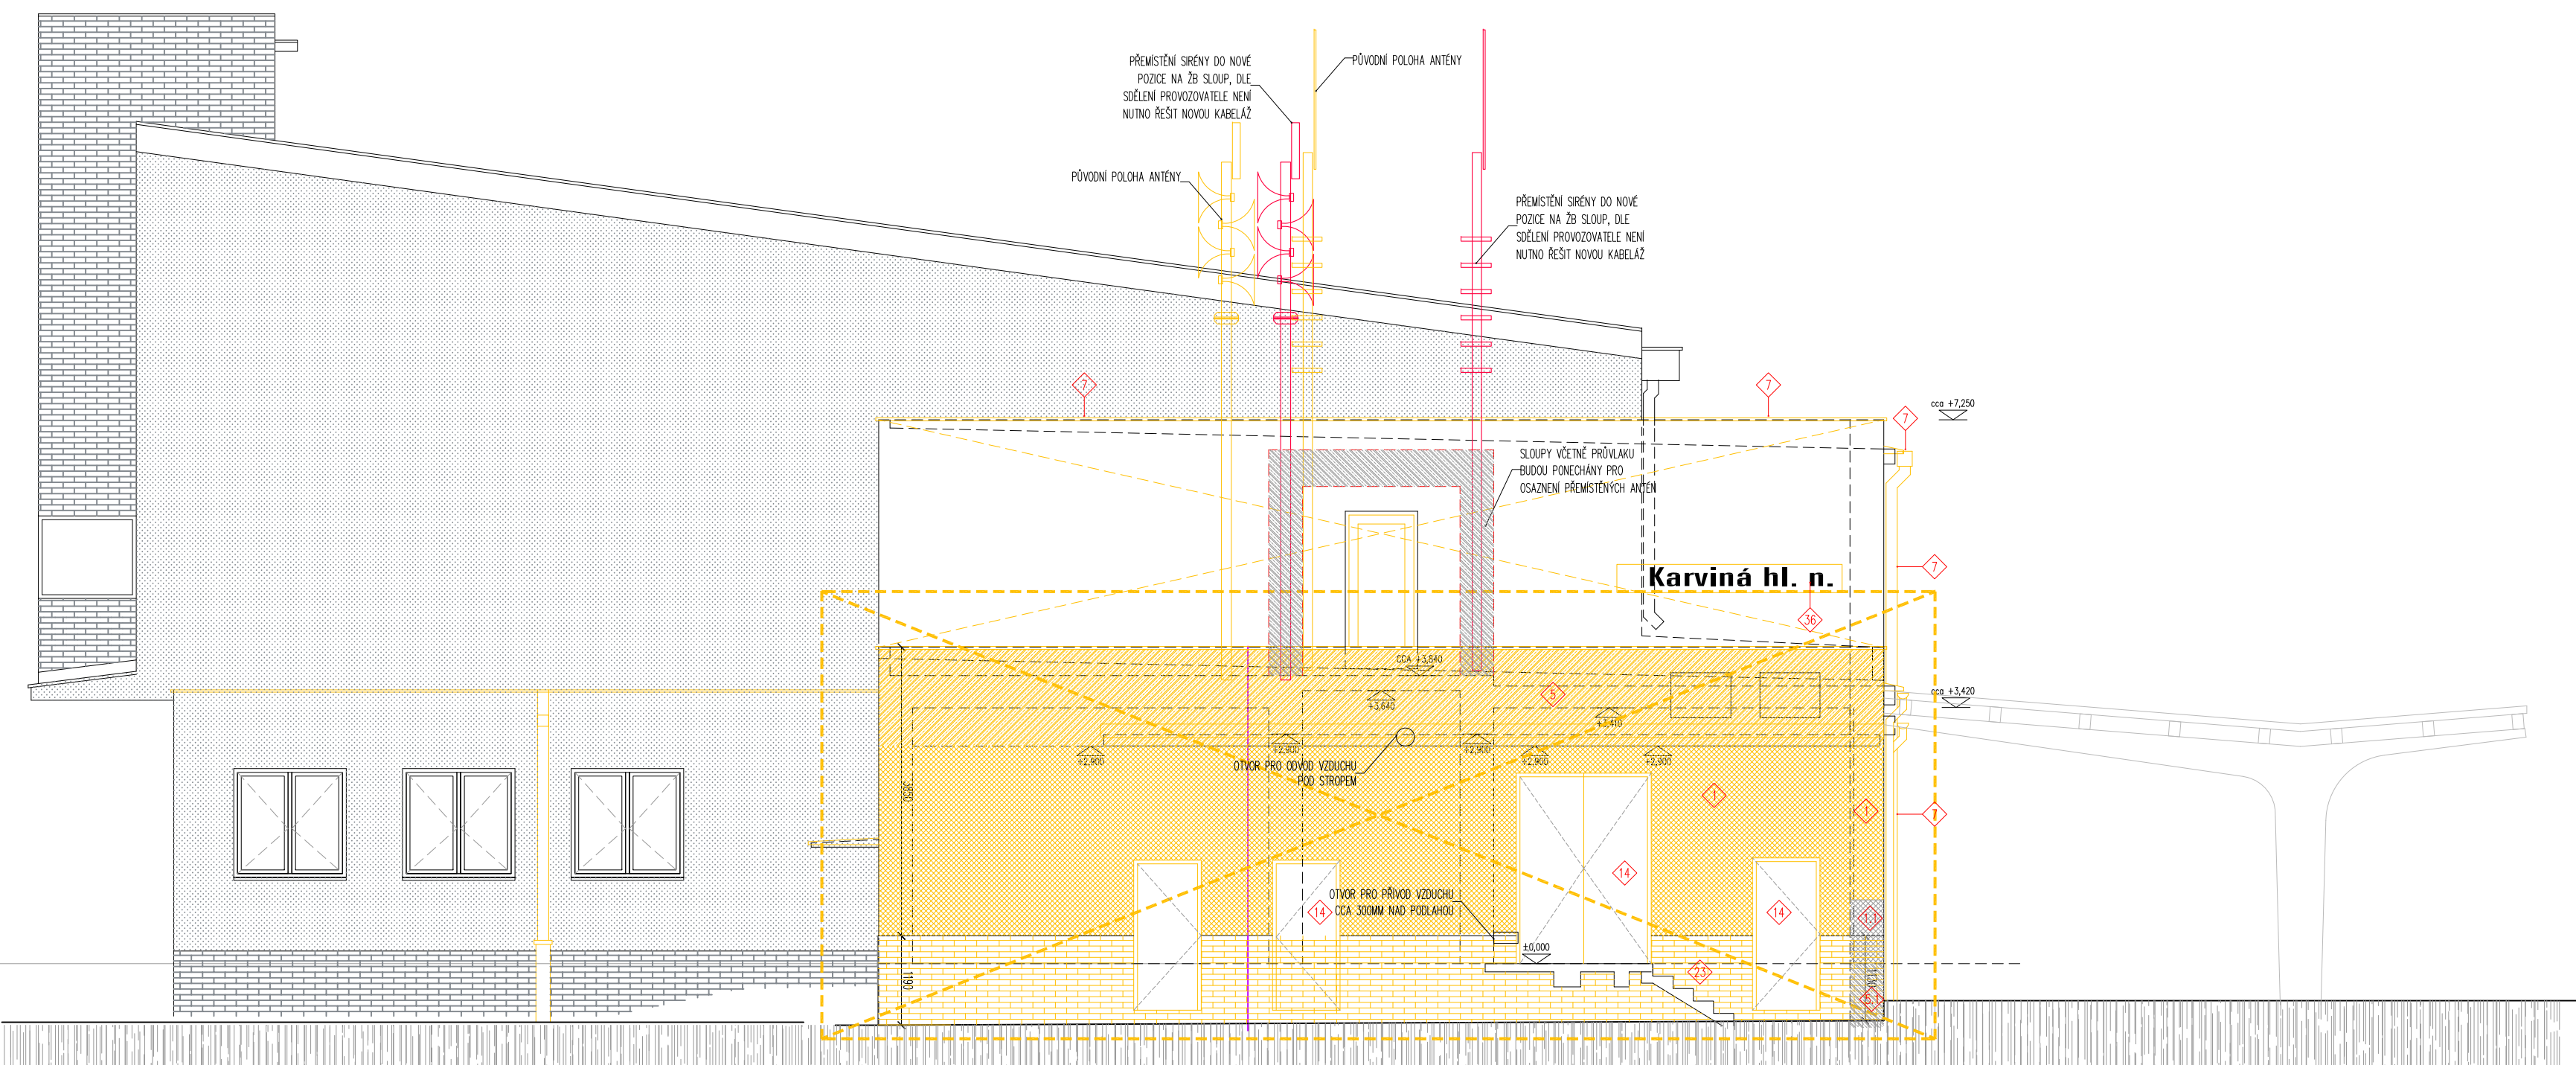 PŘEMÍSTĚNÍ SIRÉNY DO NOVÉ
POZICE NA ŽB SLOUP, DLE
SDĚLENÍ PROVOZOVATELE NENÍ
NUTNO ŘEŠIT NOVOU KABELÁŽ
PŮVODNÍ POLOHA ANTÉNY
PŮVODNÍ POLOHA ANTÉNY
PŘEMÍSTĚNÍ SIRÉNY DO NOVÉ
POZICE NA ŽB SLOUP, DLE
SDĚLENÍ PROVOZOVATELE NENÍ
NUTNO ŘEŠIT NOVOU KABELÁŽ
7
7
7
cca +7,250
SLOUPY VČETNĚ PRŮVLAKU
BUDOU PONECHÁNY PRO
OSAZNENÍ PŘEMÍSTĚNÝCH ANTÉN
Karviná hl. n.
7
36
CCA +3,840
5
cca +3,420
+3,640
+3,410
+2,900
+2,900
+2,900
+2,900
+2,900
OTVOR PRO ODVOD VZDUCHU
POD STROPEM
3850
1
1
7
14
OTVOR PRO PŘÍVOD VZDUCHU
CCA 300MM NAD PODLAHOU
14
14
1.1
±0,000
23
1190